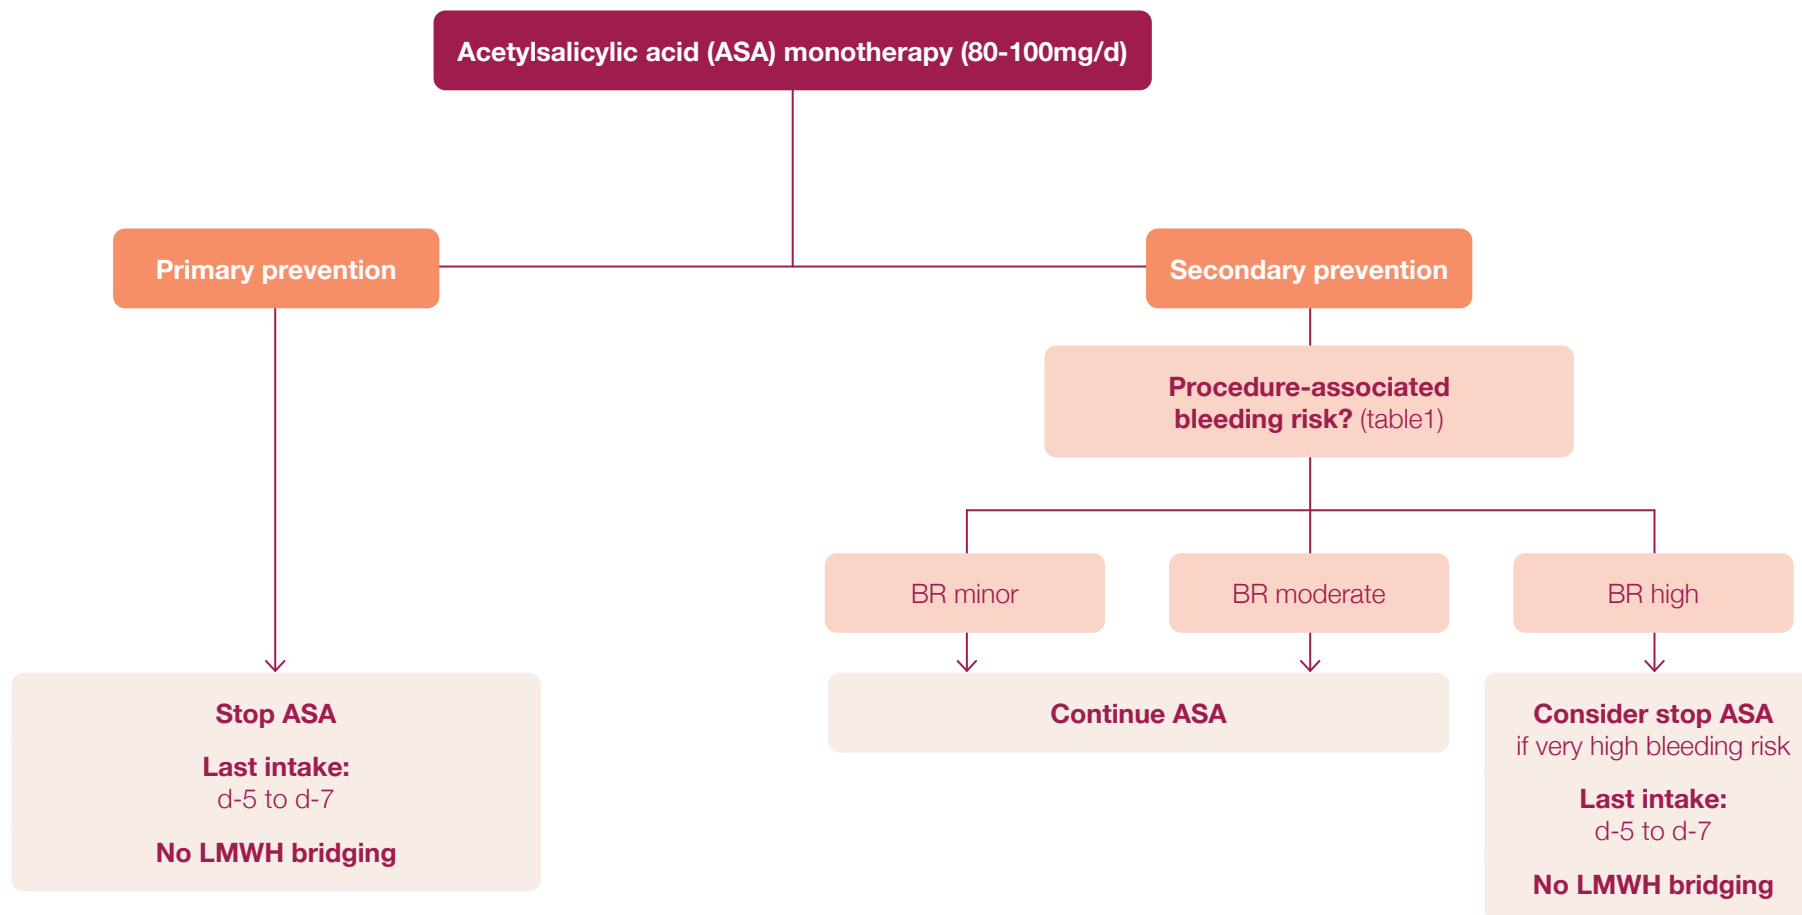 Acetylsalicylic acid (ASA) monotherapy (80-100mg/d)
Primary prevention
Secondary prevention
Procedure-associated
bleeding risk? (table1)
BR minor
BR moderate
BR high
Stop ASA
Last intake:
d-5 to d-7
No LMWH bridging
Continue ASA
Consider stop ASA
if very high bleeding risk
Last intake:
d-5 to d-7
No LMWH bridging